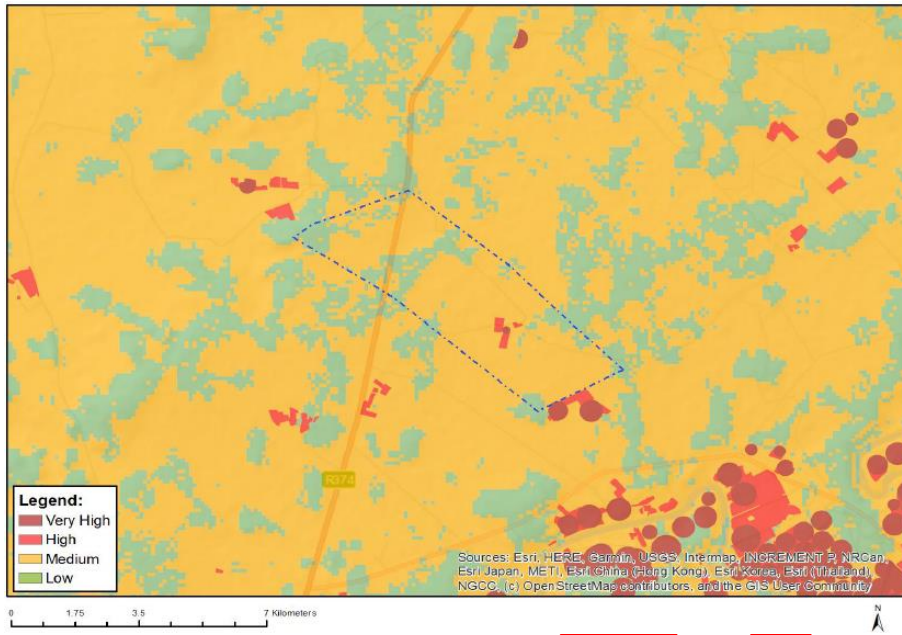 R374
Legend:
Very High
High
Medium
Low
Sources: Esri, HERE, Garmin, USGS, Intermap, INCREMENT P, NRCan,
Esri Japan, METI, Esri China (Hong Kong), Esri Korea, Esri (Thailand),
NGCC, (c) OpenStreetMap contributors, and the GIS User Community
0 1.75 3.5 7 Kilometers
N